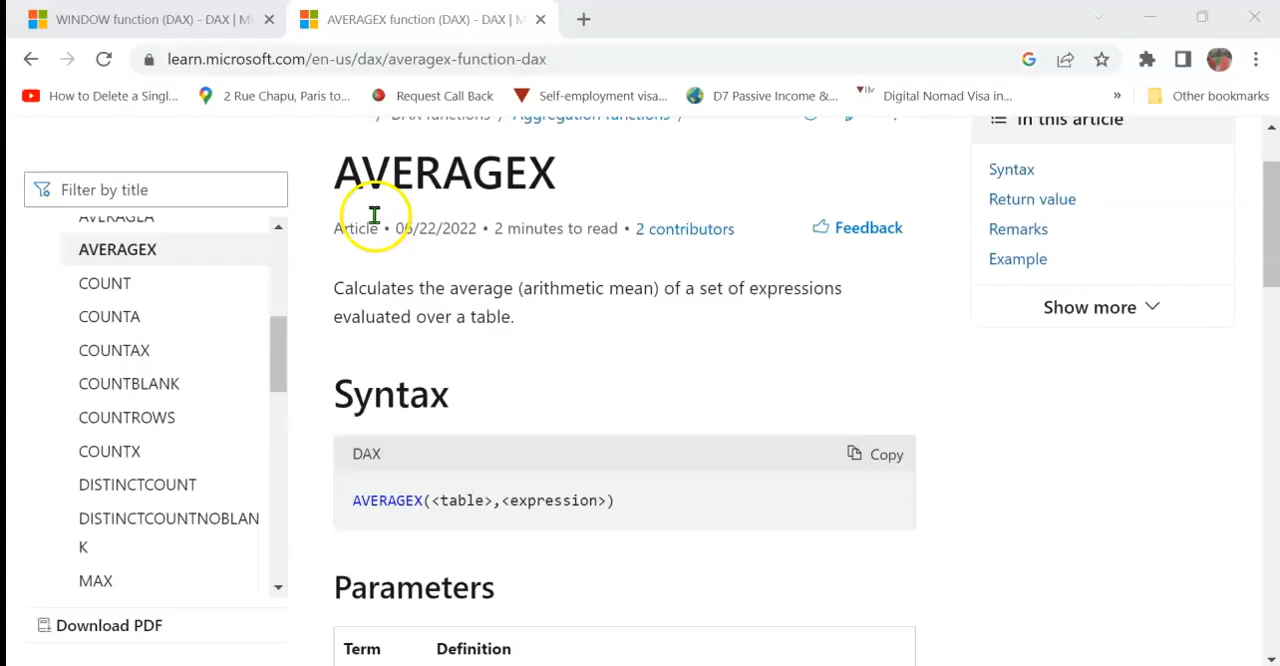 WINDOW function (DAX) - DAX | Mi
AVERAGEX function (DAX) - DAX | M
learn.microsoft.com/en-us/dax/averagex-function-dax
How to Delete a Singl...
2 Rue Chapu, Paris to...
Request Call Back
Self-employment visa...
D7 Passive Income &...
Digital Nomad Visa in...
»
Other bookmarks
/ DAX functions / Aggregation functions /
In this article
AVERAGEX
Filter by title
Syntax
Return value
Remarks
Example
Show more
AVERAGEA
AVERAGEX
COUNT
COUNTA
COUNTAX
COUNTBLANK
COUNTROWS
COUNTX
DISTINCTCOUNT
DISTINCTCOUNTNOBLAN
K
MAX
Download PDF
Article • 06/22/2022 • 2 minutes to read • 2 contributors
Feedback
Calculates the average (arithmetic mean) of a set of expressions
evaluated over a table.
Syntax
DAX
Copy
AVERAGEX(<table>,<expression>)
Parameters
Term Definition